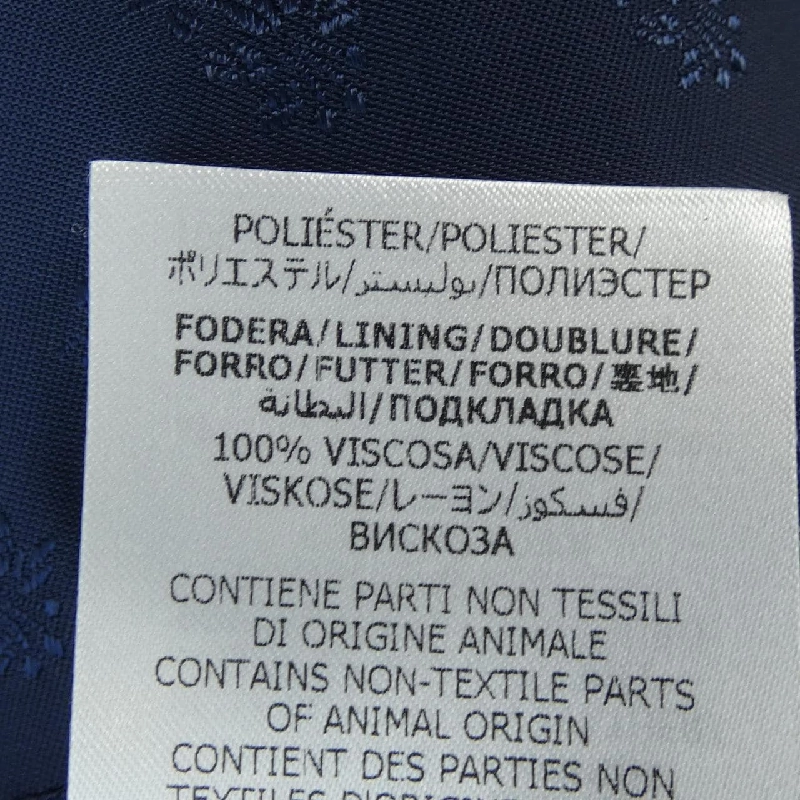 POLIÉSTER/POLIESTER/
ポリエステル/بوليستر/ПОЛИЭСТЕР
FODERA/LINING/DOUBLURE/
FORRO/FUTTER/FORRO/裏地/
البطانة/ПОДКЛАДКА
100% VISCOSA/VISCOSE/
VISKOSE/レーヨン/فسكوز/
ВИСКОЗА
CONTIENE PARTI NON TESSILI
DI ORIGINE ANIMALE
CONTAINS NON-TEXTILE PARTS
OF ANIMAL ORIGIN
CONTIENT DES PARTIES NON
TEXTILES D'ORIGINE